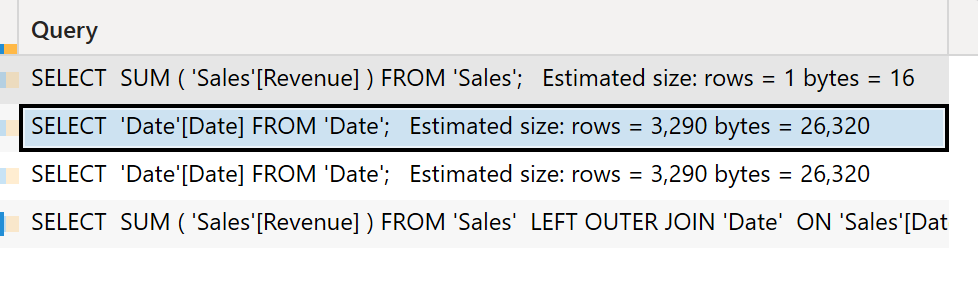 Query
SELECT  SUM ( 'Sales'[Revenue] ) FROM 'Sales';   Estimated size: rows = 1 bytes = 16
SELECT  'Date'[Date] FROM 'Date';   Estimated size: rows = 3,290 bytes = 26,320
SELECT  'Date'[Date] FROM 'Date';   Estimated size: rows = 3,290 bytes = 26,320
SELECT  SUM ( 'Sales'[Revenue] ) FROM 'Sales'  LEFT OUTER JOIN 'Date'  ON 'Sales'[Dat